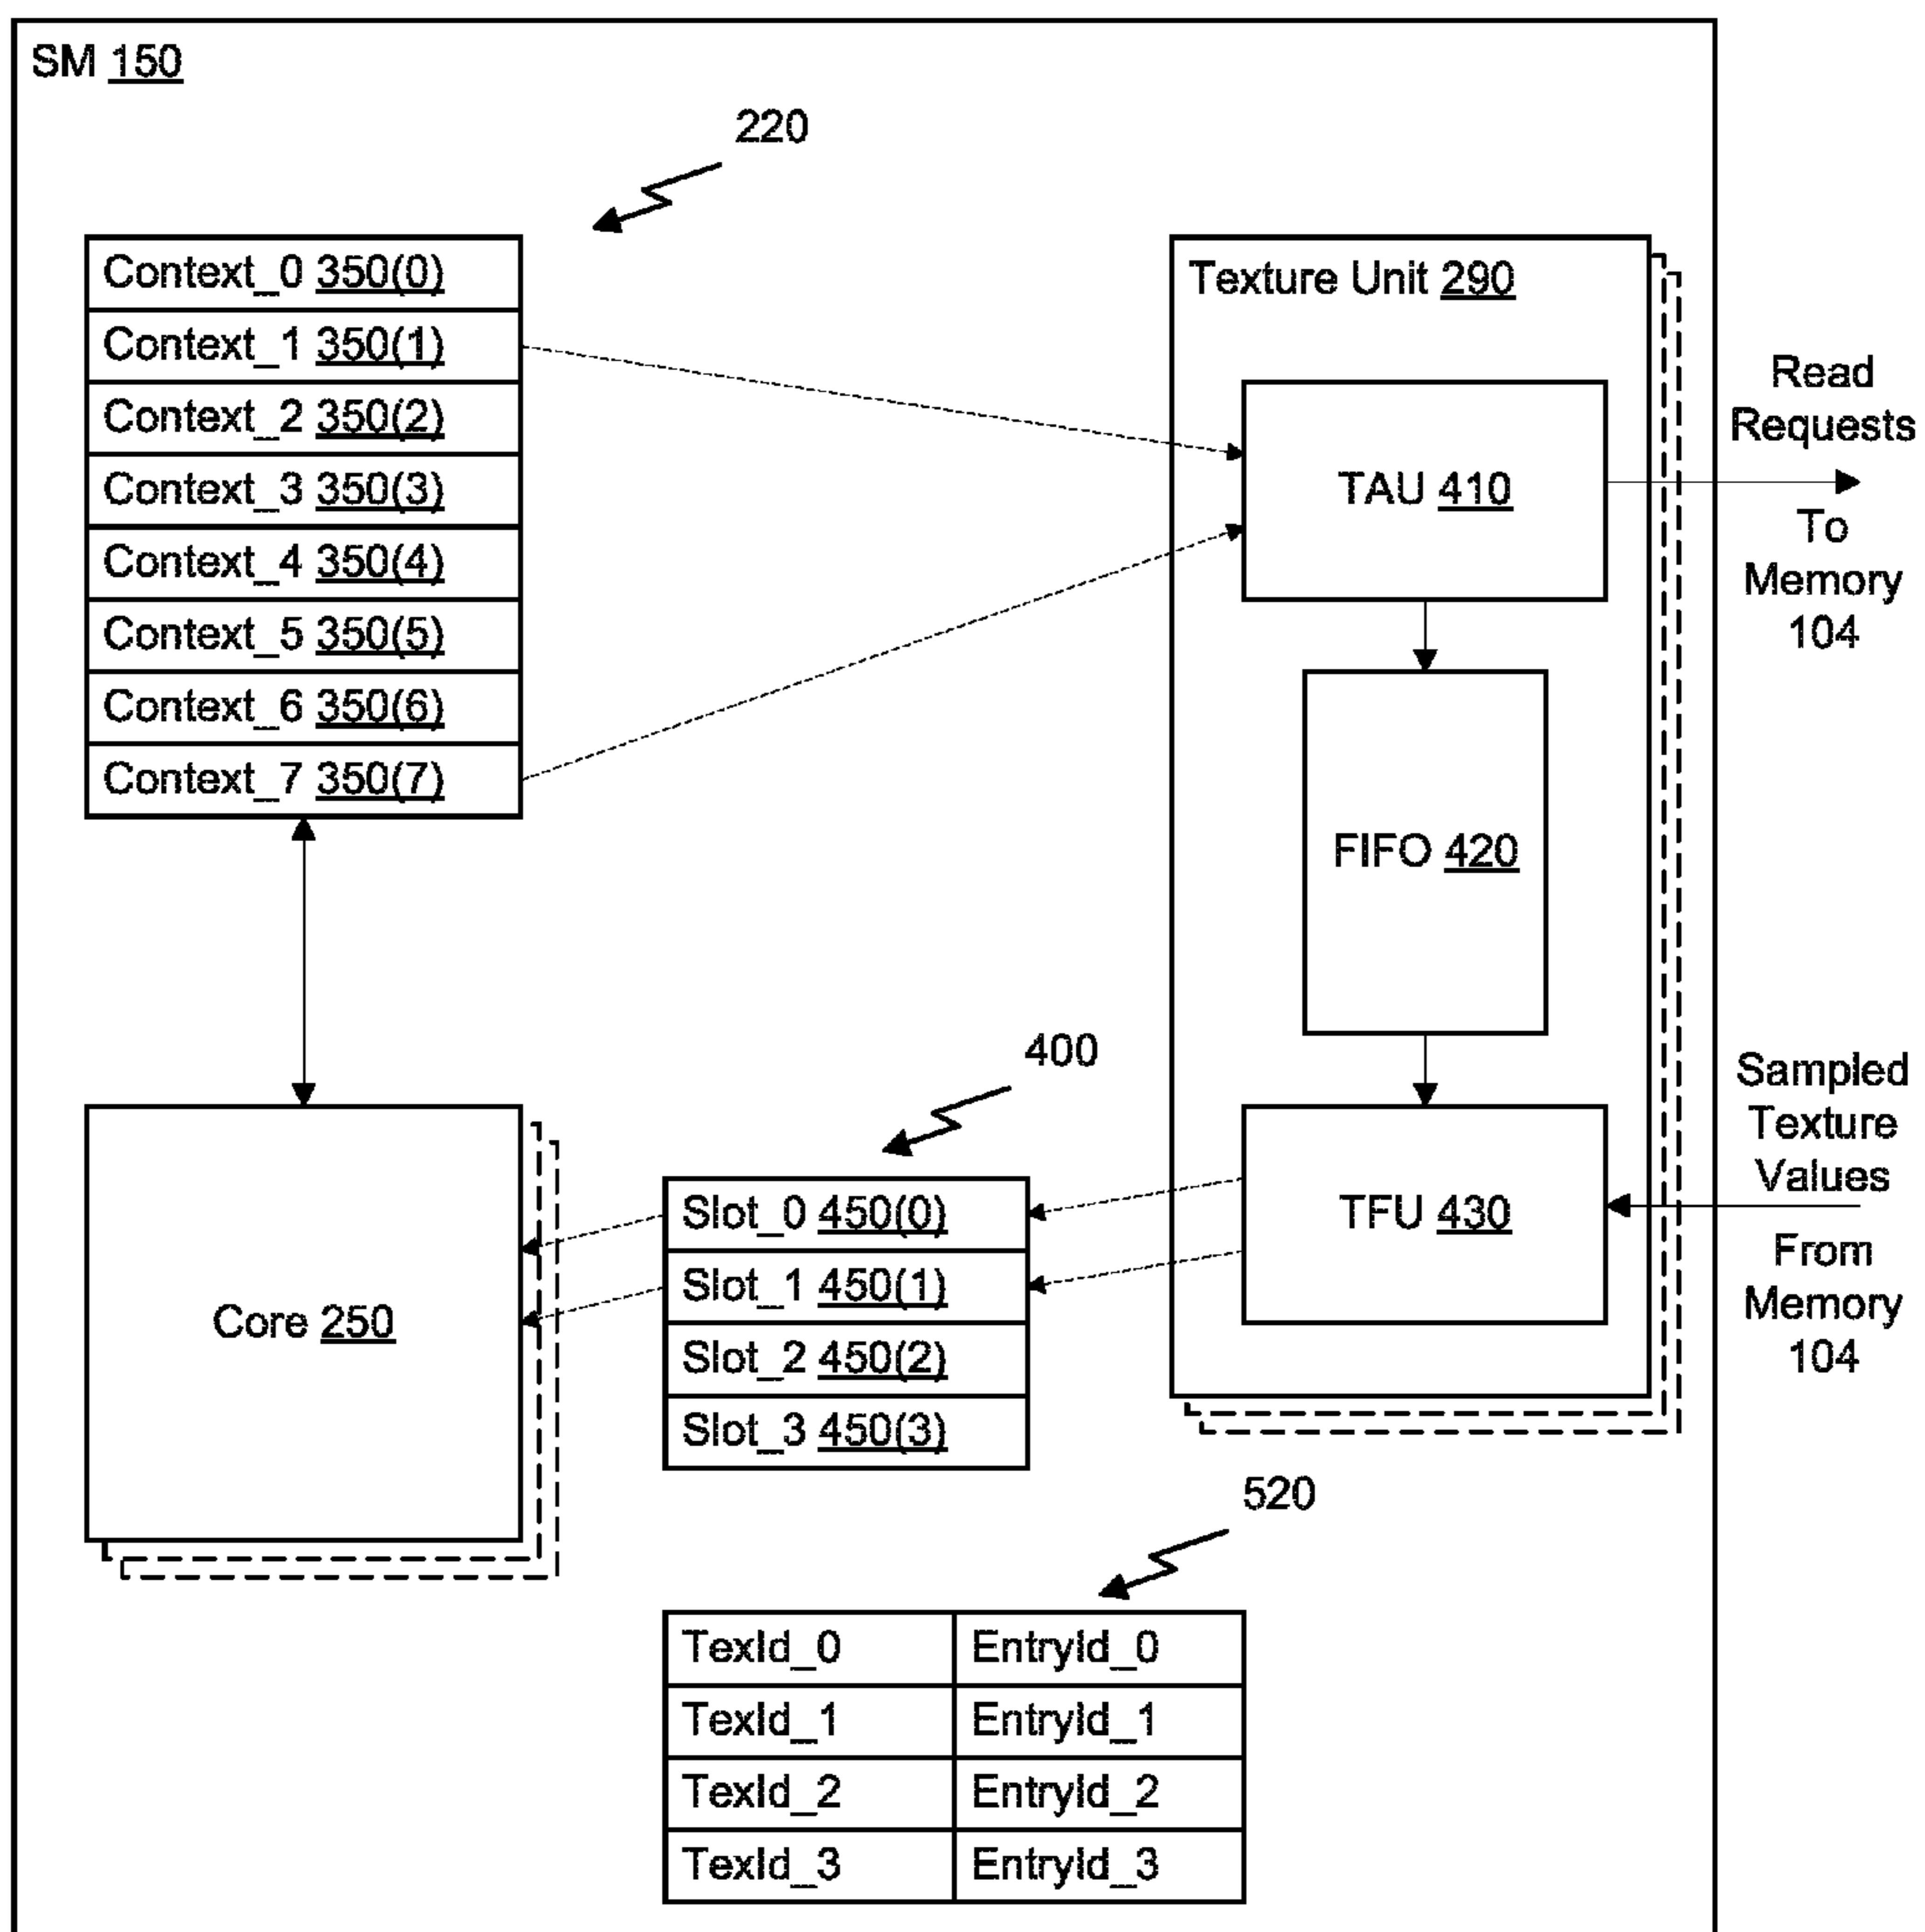 SM 150
220
Context_0 350(0)
Context_1 350(1)
Context_2 350(2)
Context_3 350(3)
Context_4 350(4)
Context_5 350(5)
Context_6 350(6)
Context_7 350(7)
Texture Unit 290
TAU 410
Read
Requests
To
Memory
104
FIFO 420
400
Core 250
Slot_0 450(0)
Slot_1 450(1)
Slot_2 450(2)
Slot_3 450(3)
TFU 430
Sampled
Texture
Values
From
Memory
104
520
TexId_0 EntryId_0
TexId_1 EntryId_1
TexId_2 EntryId_2
TexId_3 EntryId_3